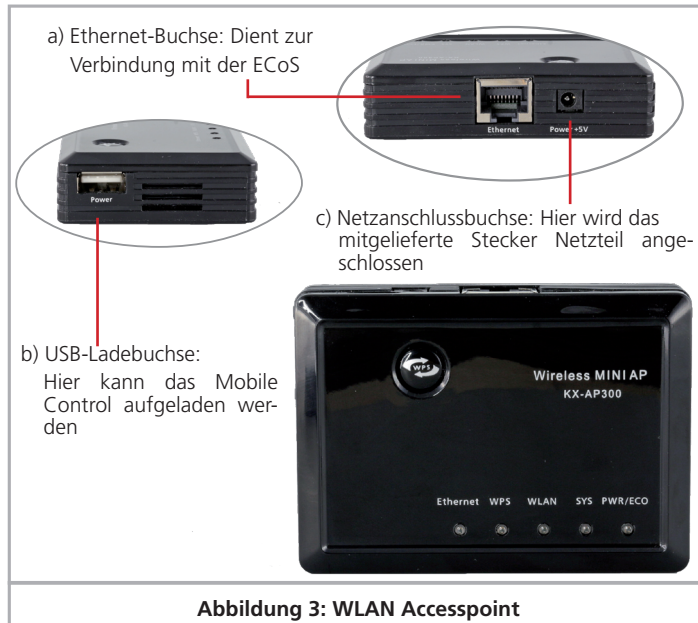 a) Ethernet-Buchse: Dient zur
Verbindung mit der ECoS
Ethernet
Power +5V
Power
c) Netzanschlussbuchse: Hier wird das
mitgelieferte Stecker Netzteil ange-
schlossen
b) USB-Ladebuchse:
Hier kann das Mobile
Control aufgeladen wer-
den
WPS
Wireless MINI AP
KX-AP300
Ethernet WPS WLAN SYS PWR/ECO
Abbildung 3: WLAN Accesspoint